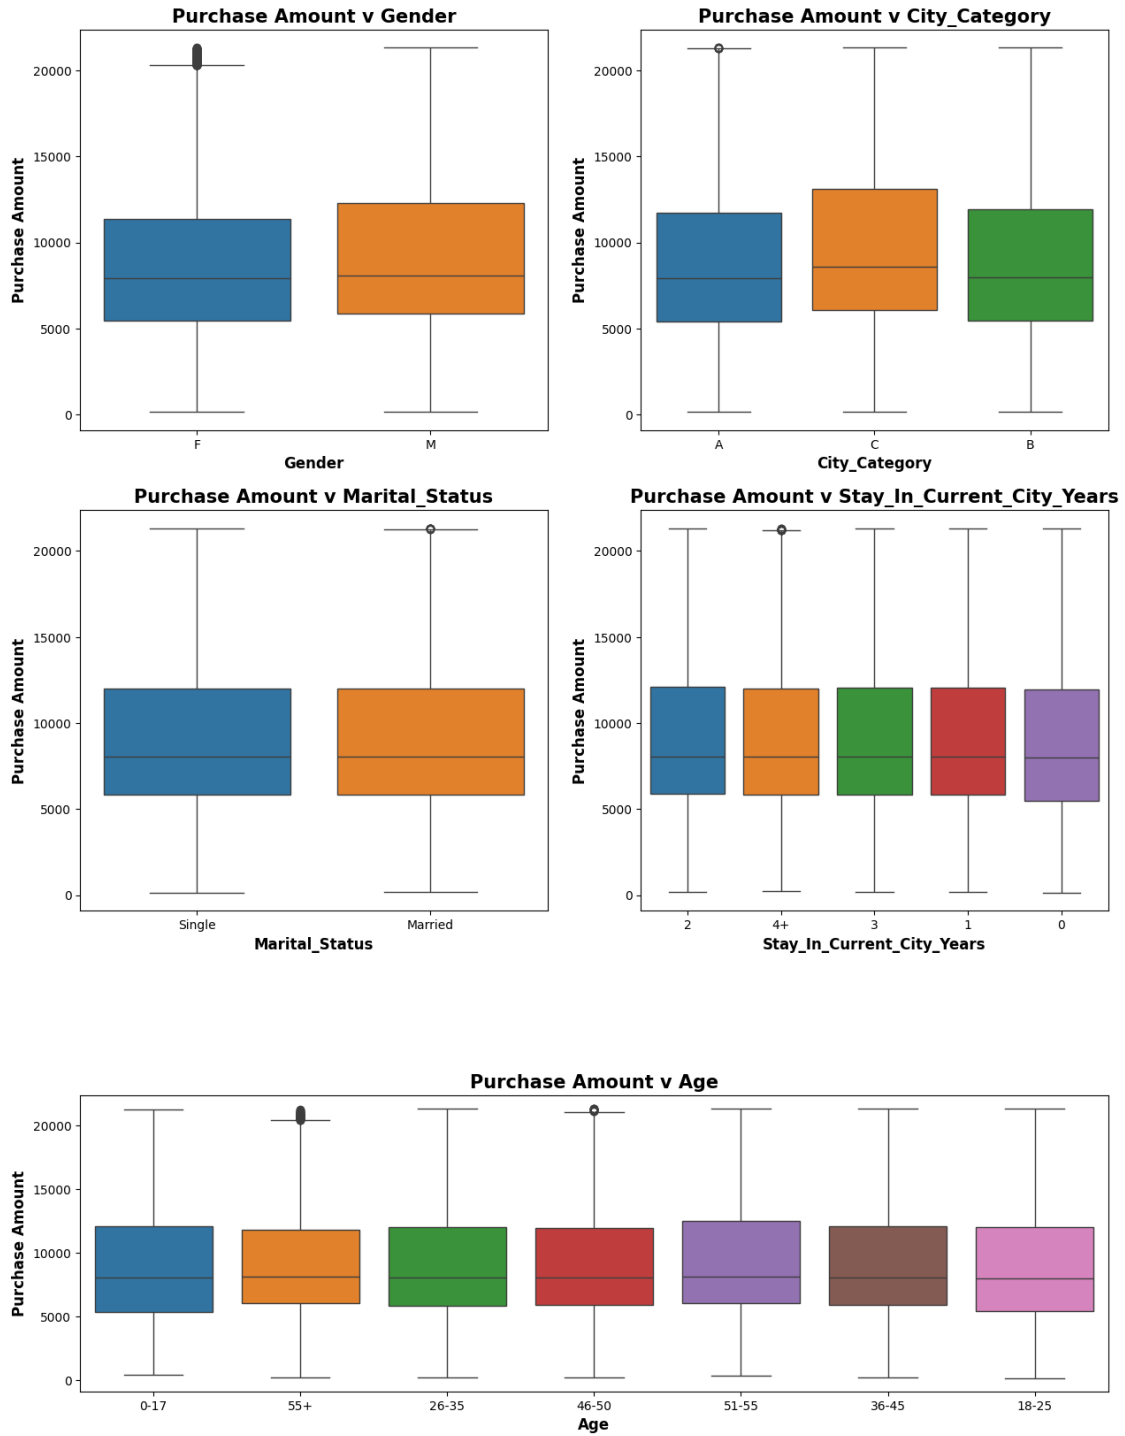 Purchase Amount v Gender
Purchase Amount
20000
15000
10000
5000
0
F M
Gender
Purchase Amount v City_Category
Purchase Amount
20000
15000
10000
5000
0
A C B
City_Category
Purchase Amount v Marital_Status
Purchase Amount
20000
15000
10000
5000
0
Single Married
Marital_Status
Purchase Amount v Stay_In_Current_City_Years
Purchase Amount
20000
15000
10000
5000
0
2 4+ 3 1 0
Stay_In_Current_City_Years
Purchase Amount v Age
Purchase Amount
20000
15000
10000
5000
0
0-17 55+ 26-35 46-50 51-55 36-45 18-25
Age